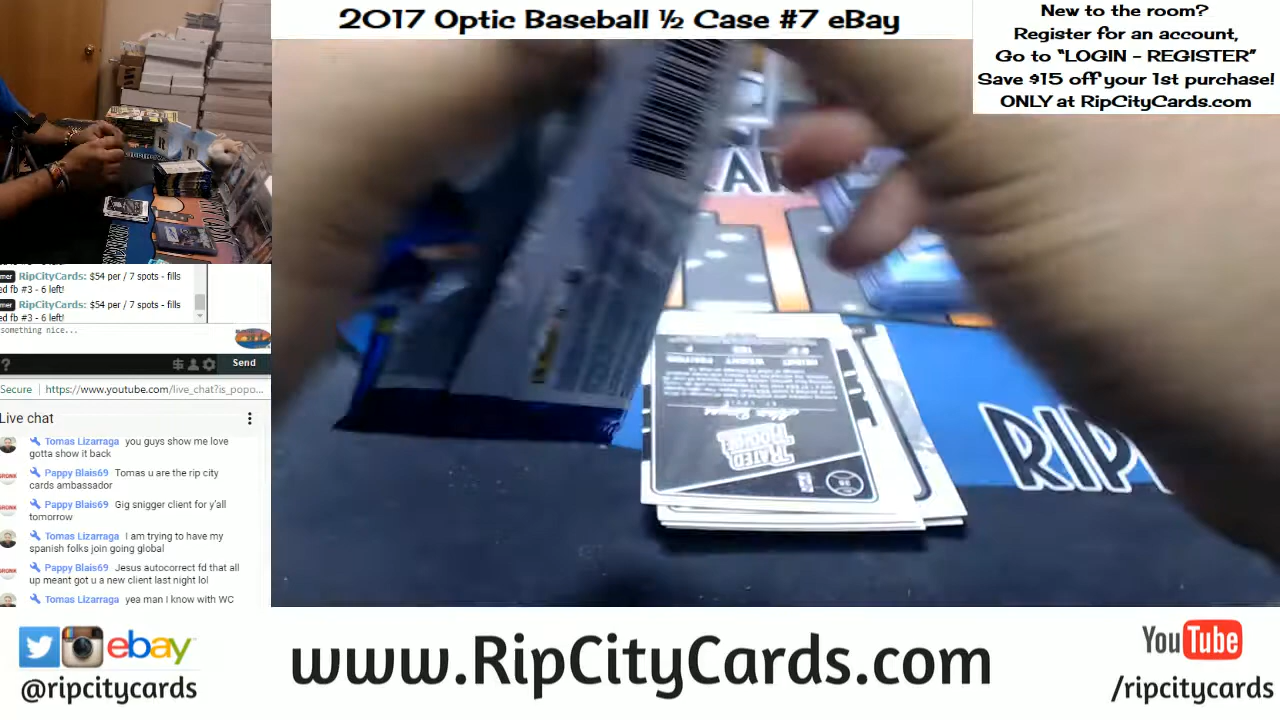 2017 Optic Baseball ½ Case #7 eBay
New to the room?
Register for an account,
Go to "LOGIN - REGISTER"
Save $15 off your 1st purchase!
ONLY at RipCityCards.com
RipCityCards: $54 per / 7 spots - fills
ed fb #3 - 6 left!
RipCityCards: $54 per / 7 spots - fills
ed fb #3 - 6 left!
something nice...
? Send
Secure https://www.youtube.com/live_chat?is_popo...
Live chat
Tomas Lizarraga you guys show me love
gotta show it back
Pappy Blais69 Tomas u are the rip city
cards ambassador
Pappy Blais69 Gig snigger client for y'all
tomorrow
Tomas Lizarraga I am trying to have my
spanish folks join going global
Pappy Blais69 Jesus autocorrect fd that all
up meant got u a new client last night lol
Tomas Lizarraga yea man I know with WC
RATED
ROOKIE
POSITION
WEIGHT
HEIGHT
RIP
ebay
@ripcitycards
www.RipCityCards.com
YouTube
/ripcitycards